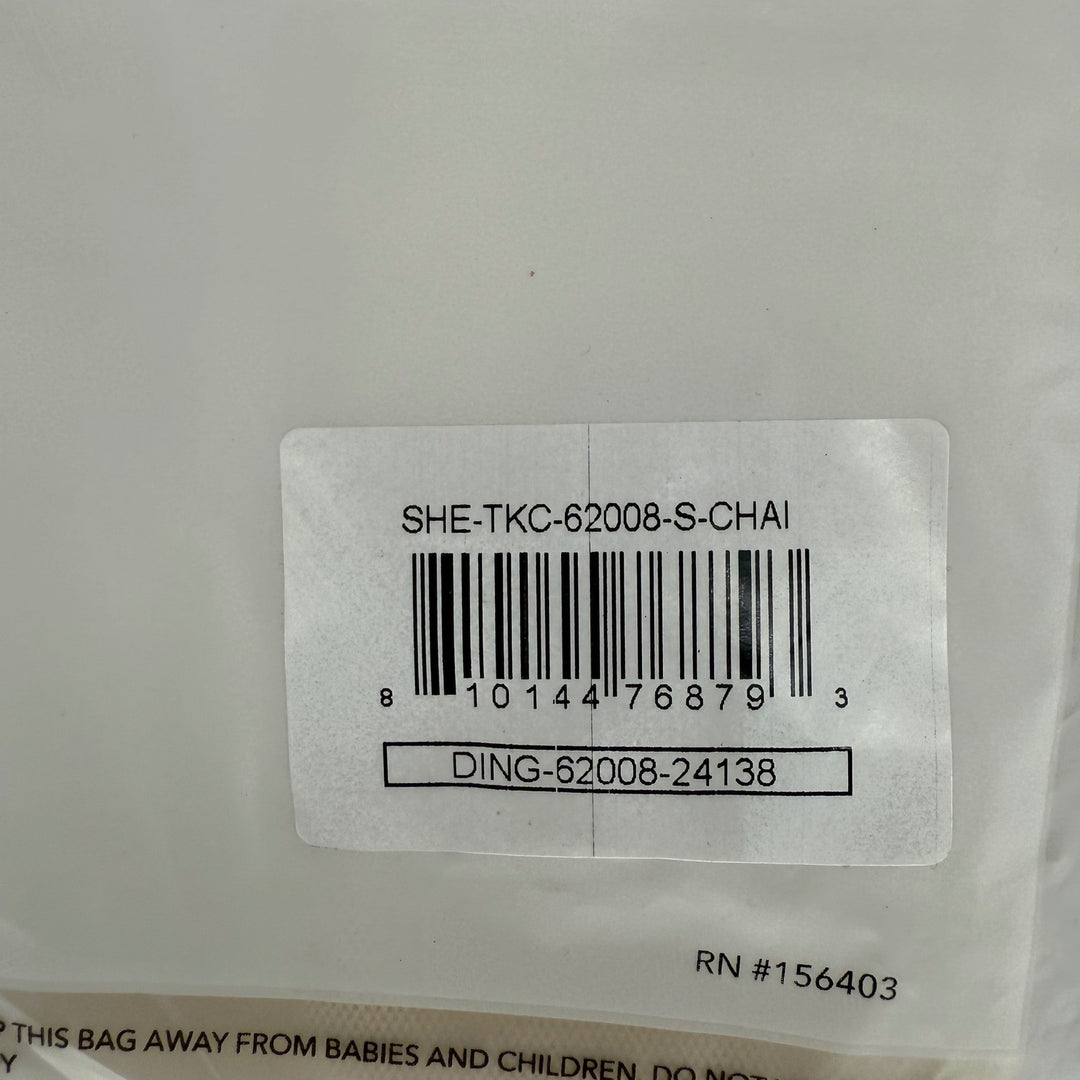 SHE-TKC-62008-S-CHAI
8 10144 76879 3
DING-62008-24138
RN #156403
THIS BAG AWAY FROM BABIES AND CHILDREN. DO NOT